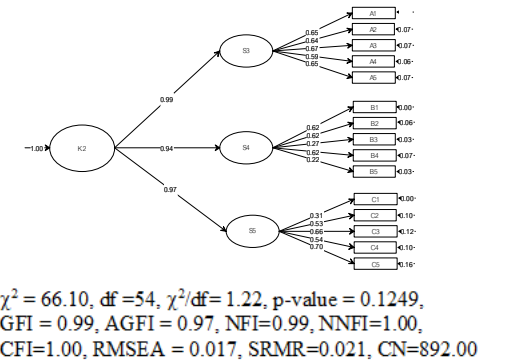 A1
0.65
A2
0.07
0.64
0.67
A3
0.07
S3
0.59
A4
0.06
0.65
A5
0.07
0.99
B1
0.00
0.62
B2
0.06
0.62
1.00
K2
0.94
S4
0.27
B3
0.03
0.62
B4
0.07
0.22
B5
0.03
0.97
C1
0.00
0.31
C2
0.10
0.53
S5
0.66
C3
0.12
0.54
C4
0.10
0.70
C5
0.16
χ² = 66.10, df =54, χ²/df= 1.22, p-value = 0.1249,
GFI = 0.99, AGFI = 0.97, NFI=0.99, NNFI=1.00,
CFI=1.00, RMSEA = 0.017, SRMR=0.021, CN=892.00